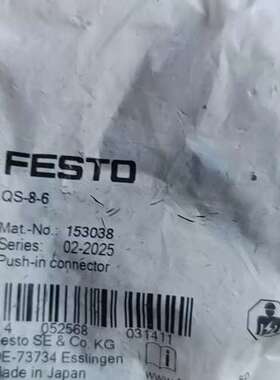 FESTO
QS-8-6
Mat.-No.: 153038
Series: 02-2025
Push-in connector
4 052568 031411
Festo SE & Co. KG
DE-73734 Esslingen
Made in Japan